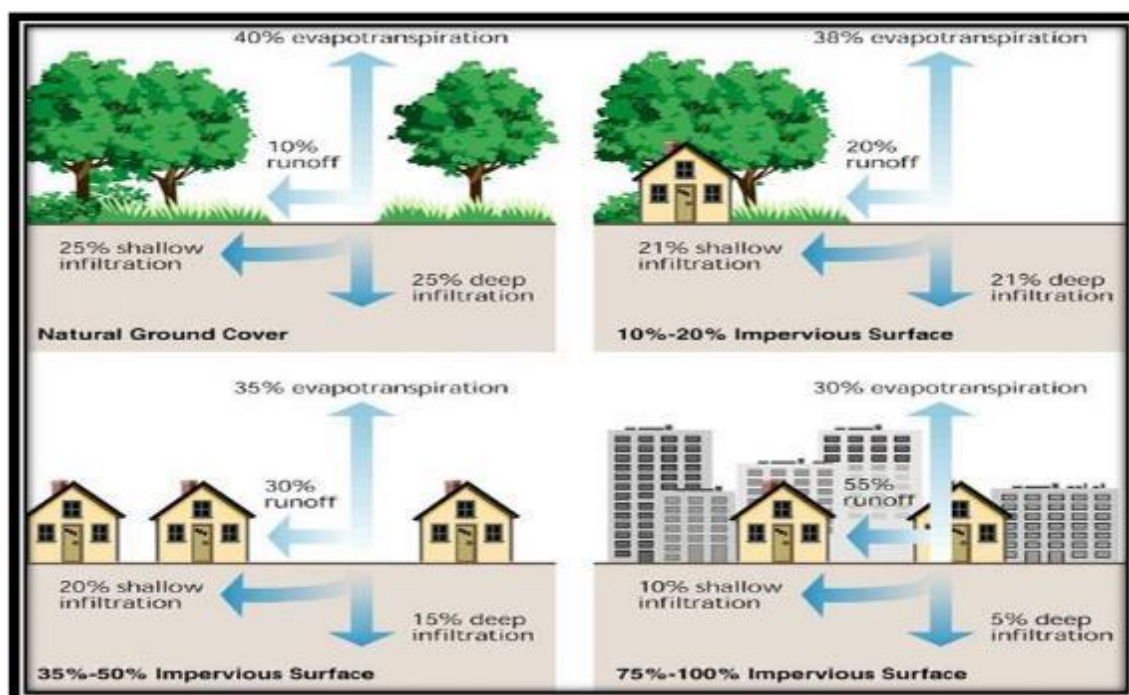 40% evapotranspiration
10%
runoff
25% shallow
infiltration
25% deep
infiltration
Natural Ground Cover
38% evapotranspiration
20%
runoff
21% shallow
infiltration
21% deep
infiltration
10%-20% Impervious Surface
35% evapotranspiration
30%
runoff
20% shallow
infiltration
15% deep
infiltration
35%-50% Impervious Surface
30% evapotranspiration
55%
runoff
10% shallow
infiltration
5% deep
infiltration
75%-100% Impervious Surface